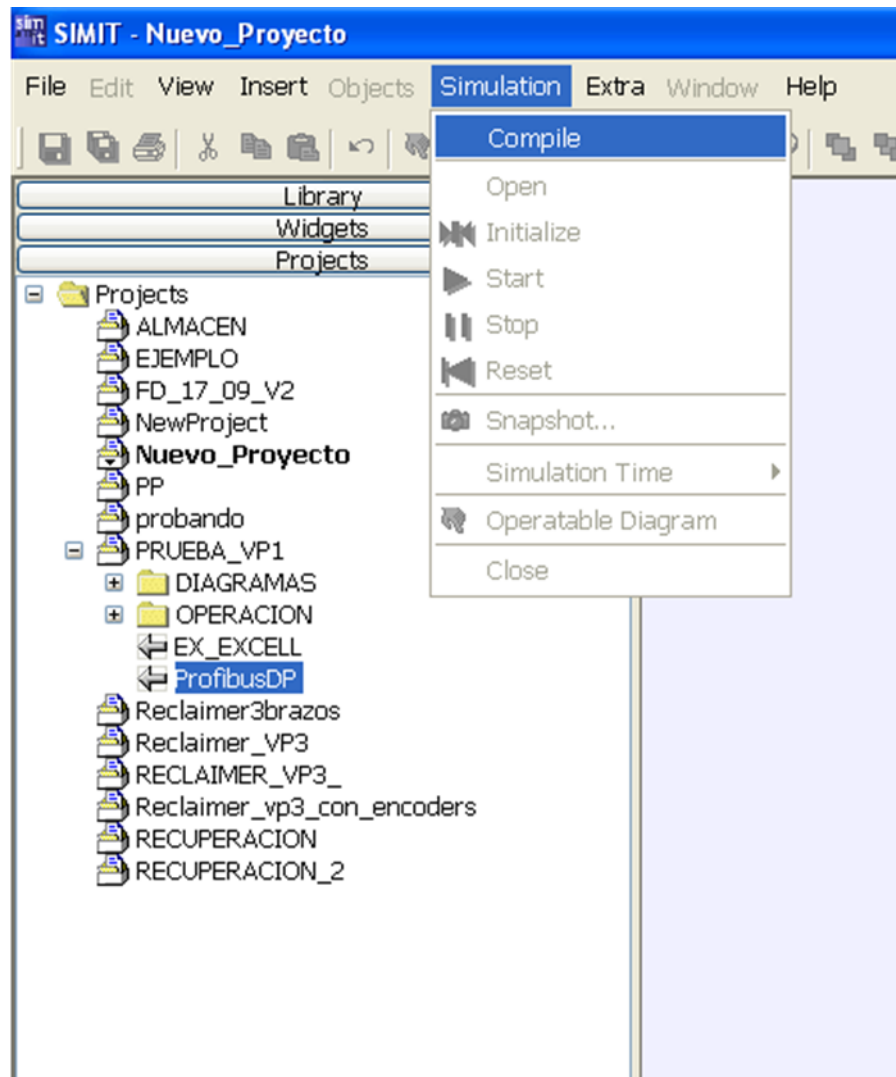 sim it SIMIT - Nuevo_Proyecto
File Edit View Insert Objects Simulation Extra Window Help
Compile
Open
Initialize
Start
Stop
Reset
Snapshot...
Simulation Time
Operatable Diagram
Close
Library
Widgets
Projects
Projects
ALMACEN
EJEMPLO
FD_17_09_V2
NewProject
Nuevo_Proyecto
PP
probando
PRUEBA_VP1
DIAGRAMAS
OPERACION
EX_EXCELL
ProfibusDP
Reclaimer3brazos
Reclaimer_VP3
RECLAIMER_VP3_
Reclaimer_vp3_con_encoders
RECUPERACION
RECUPERACION_2